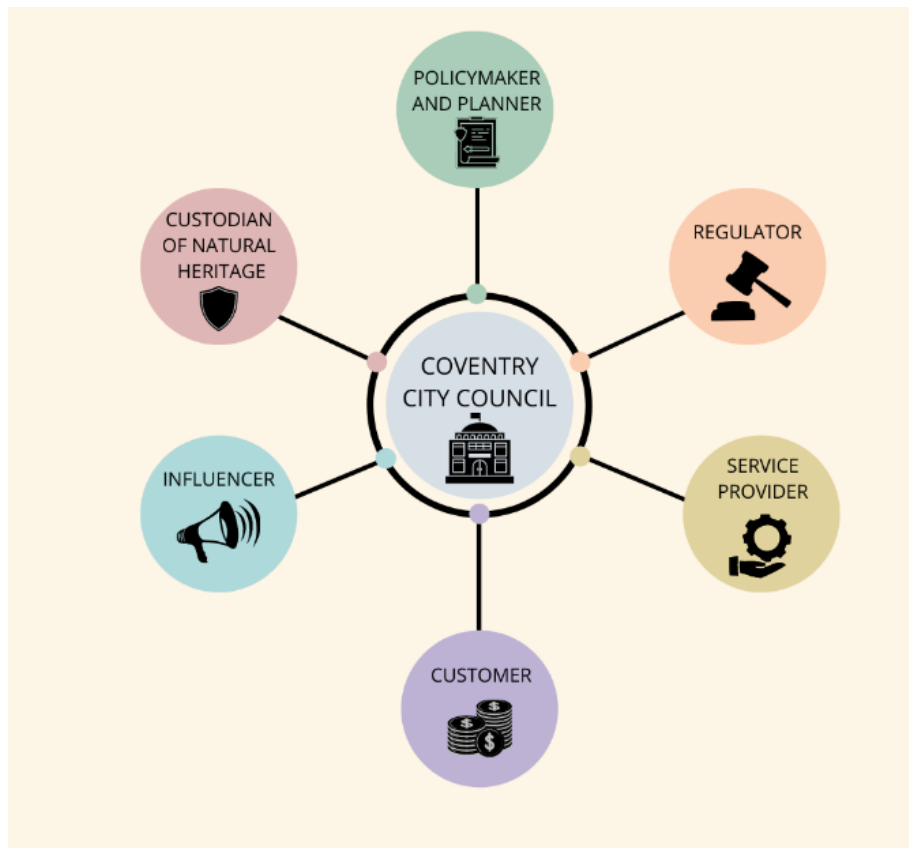 POLICYMAKER
AND PLANNER
CUSTODIAN
OF NATURAL
HERITAGE
REGULATOR
COVENTRY
CITY COUNCIL
INFLUENCER
SERVICE
PROVIDER
CUSTOMER
$
$
$